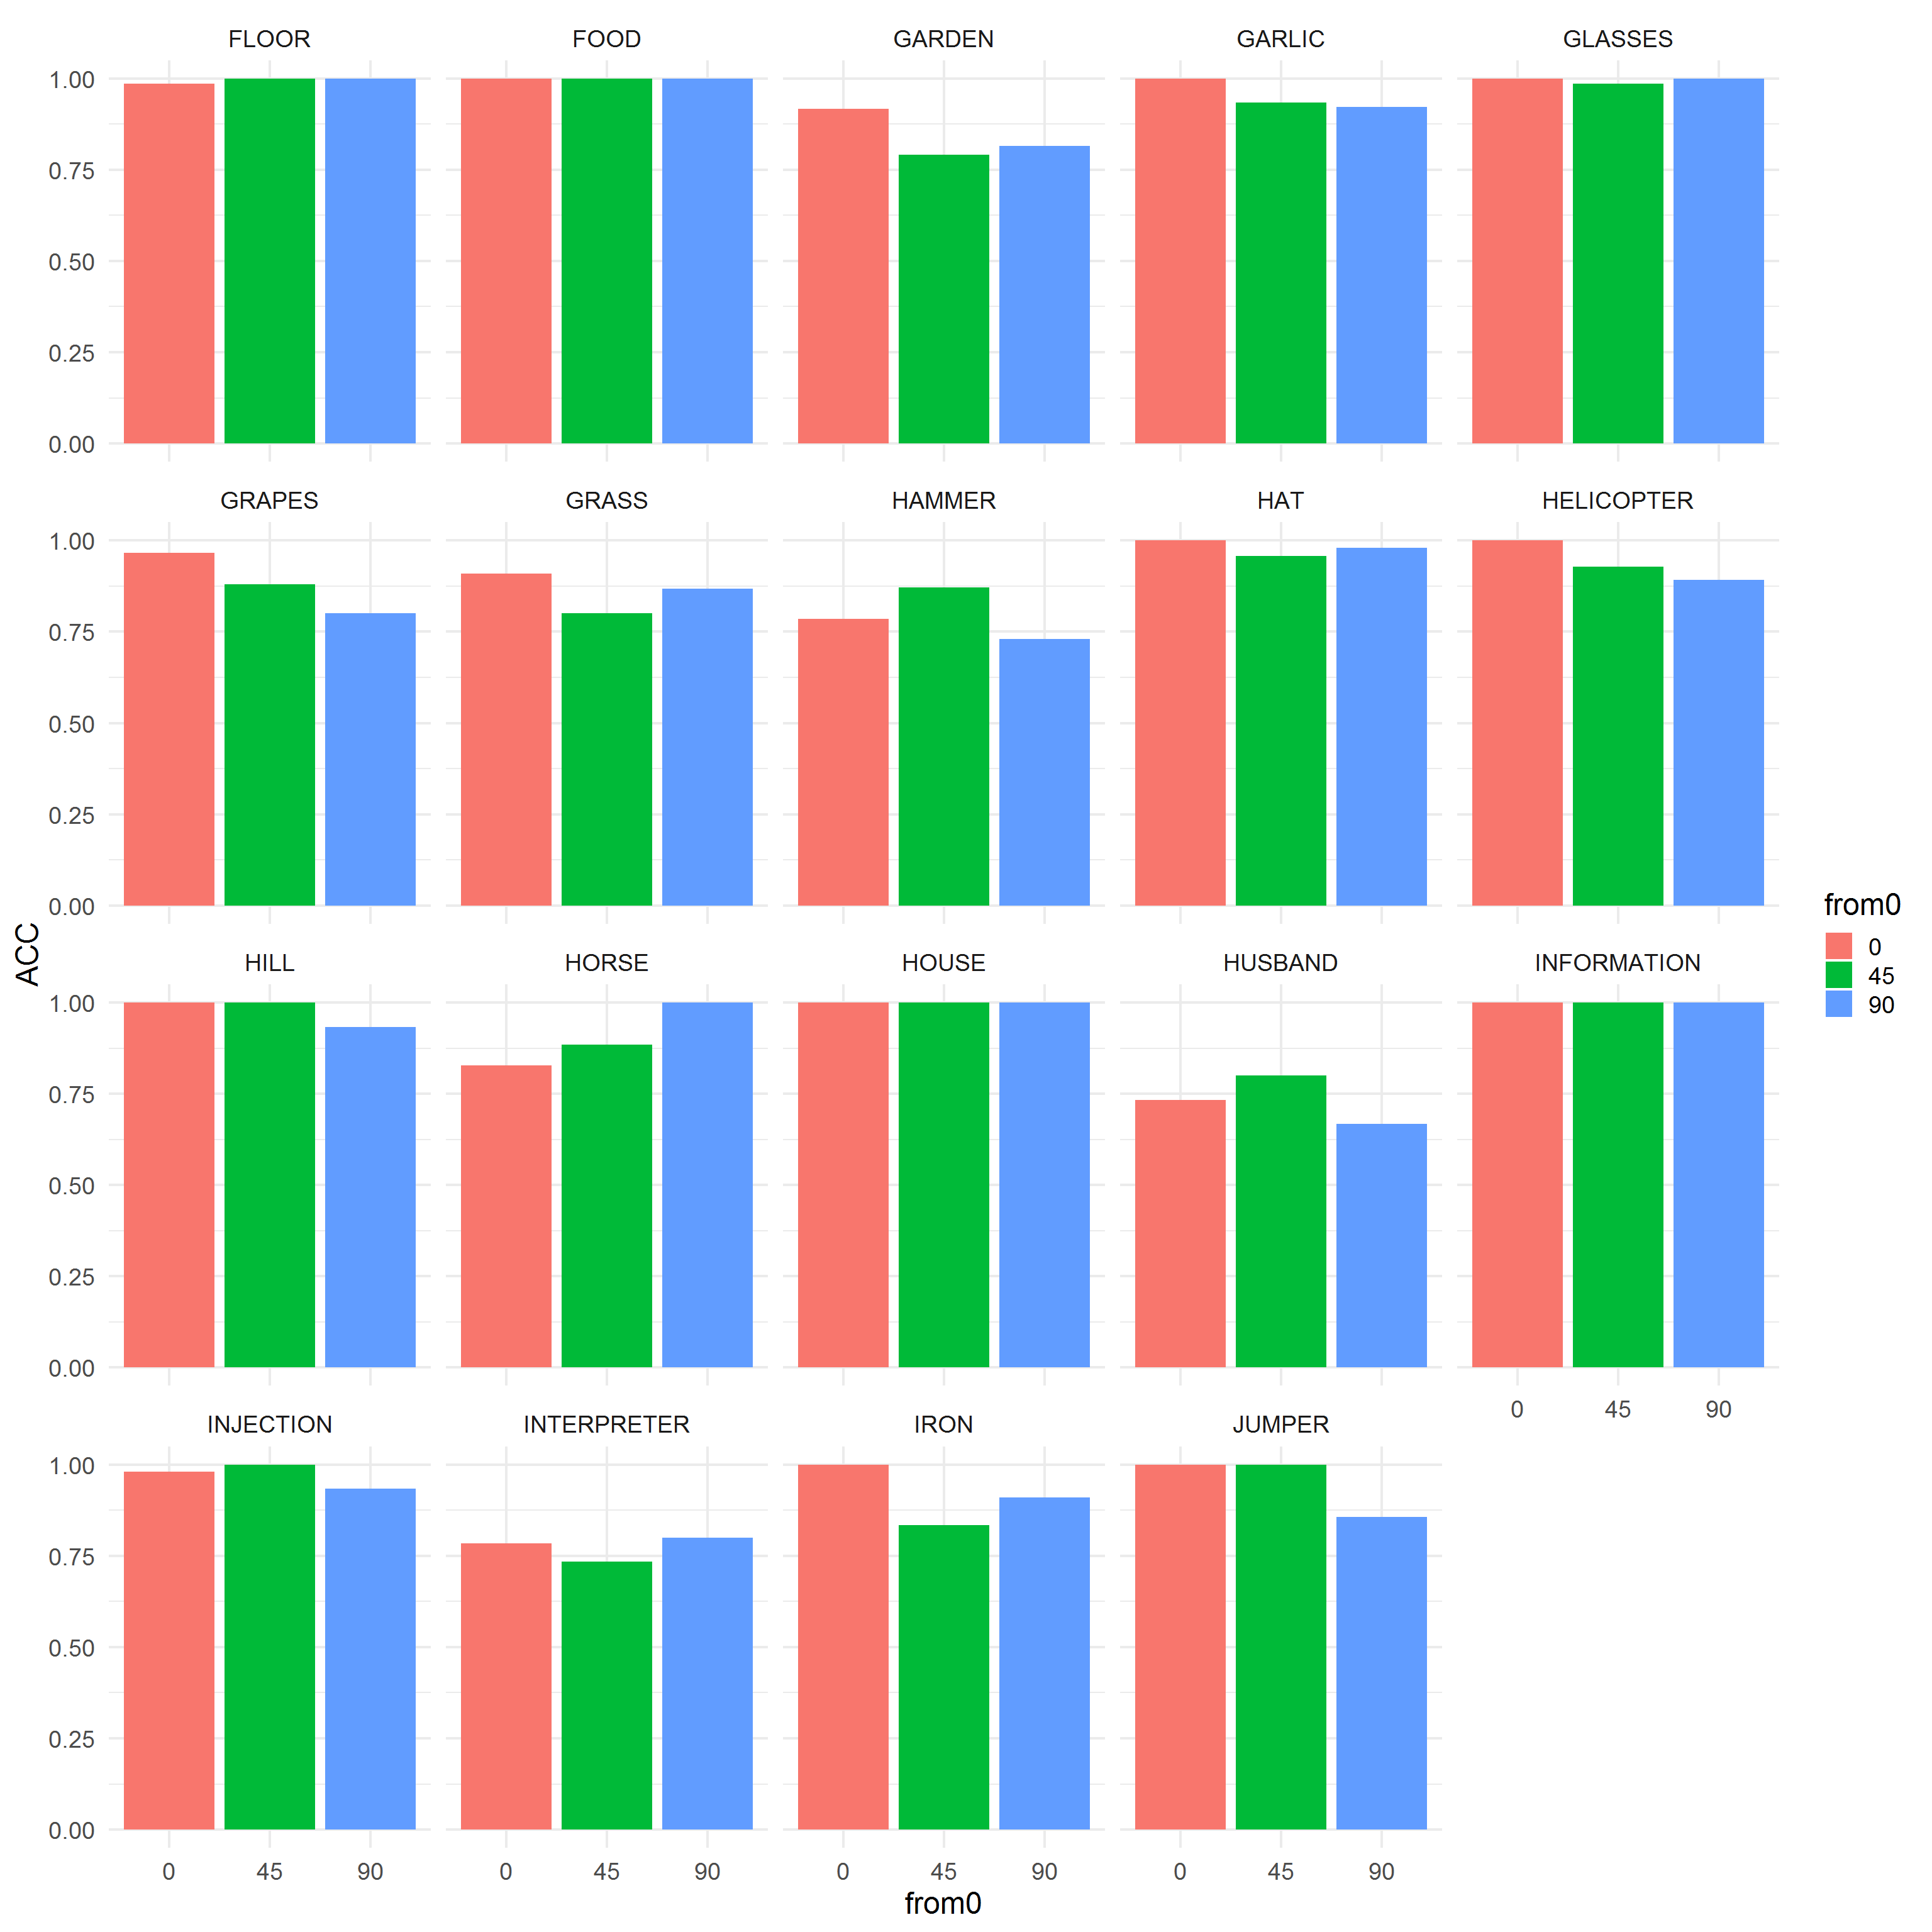 FLOOR FOOD GARDEN GARLIC GLASSES
1.00
0.75
0.50
0.25
0.00
GRAPES GRASS HAMMER HAT HELICOPTER
1.00
0.75
0.50
0.25
0.00
HILL HORSE HOUSE HUSBAND INFORMATION
1.00
0.75
0.50
0.25
0.00
0 45 90
INJECTION INTERPRETER IRON JUMPER
1.00
0.75
0.50
0.25
0.00
0 45 90 0 45 90 0 45 90 0 45 90
from0
ACC
from0
0
45
90